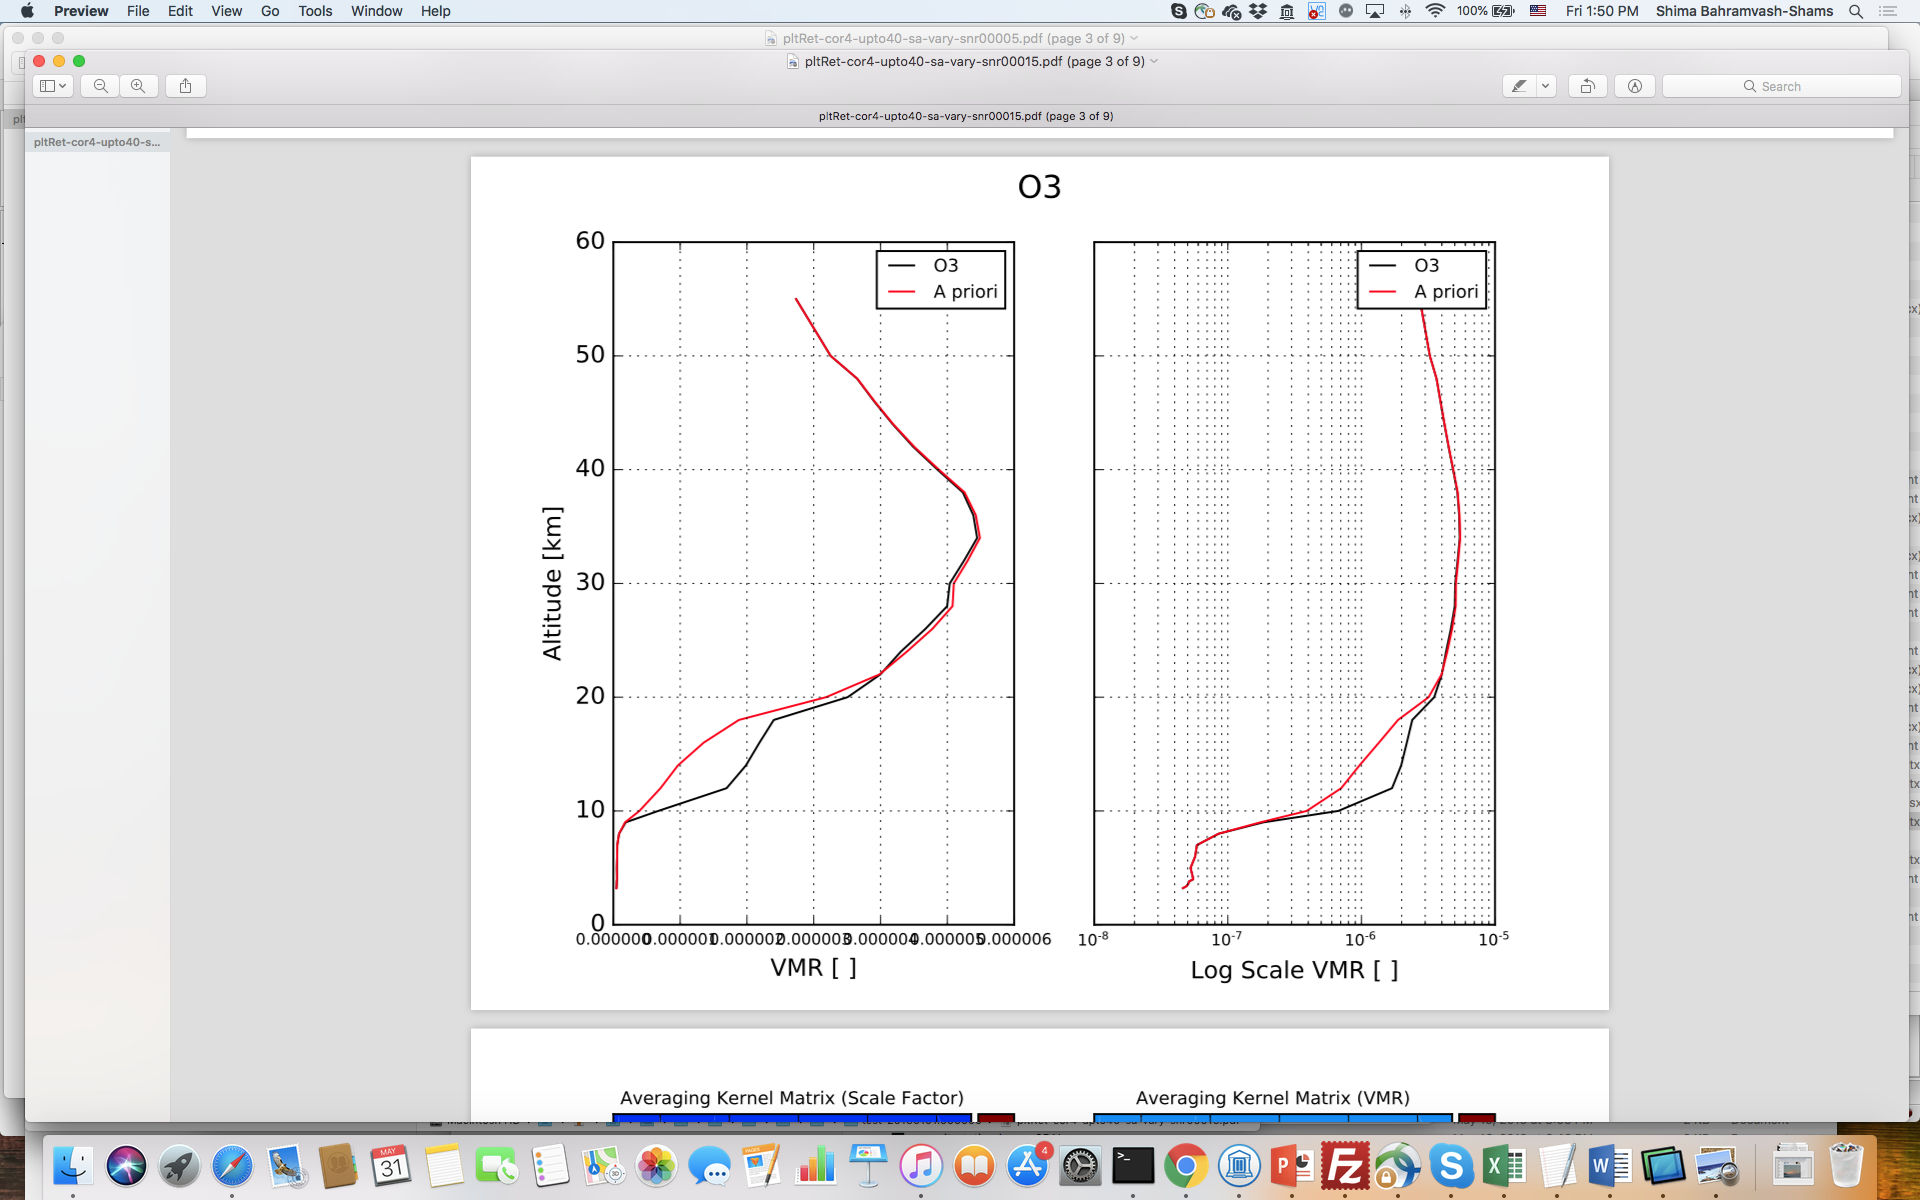 Preview File Edit View Go Tools Window Help 100% Fri 1:50 PM Shima Bahramvash-Shams
pltRet-cor4-upto40-sa-vary-snr00005.pdf (page 3 of 9)
pltRet-cor4-upto40-sa-vary-snr00015.pdf (page 3 of 9)
Search
pltRet-cor4-upto40-sa-vary-snr00015.pdf (page 3 of 9)
pltRet-cor4-upto40-s...
O3
60
50
40
30
20
10
0
Altitude [km]
O3
A priori
0.000000 0.000001 0.000002 0.000003 0.000004 0.000005 0.000006
VMR [ ]
O3
A priori
10-8 10-7 10-6 10-5
Log Scale VMR [ ]
Averaging Kernel Matrix (Scale Factor)
Averaging Kernel Matrix (VMR)
MAY
31
PAGES
4